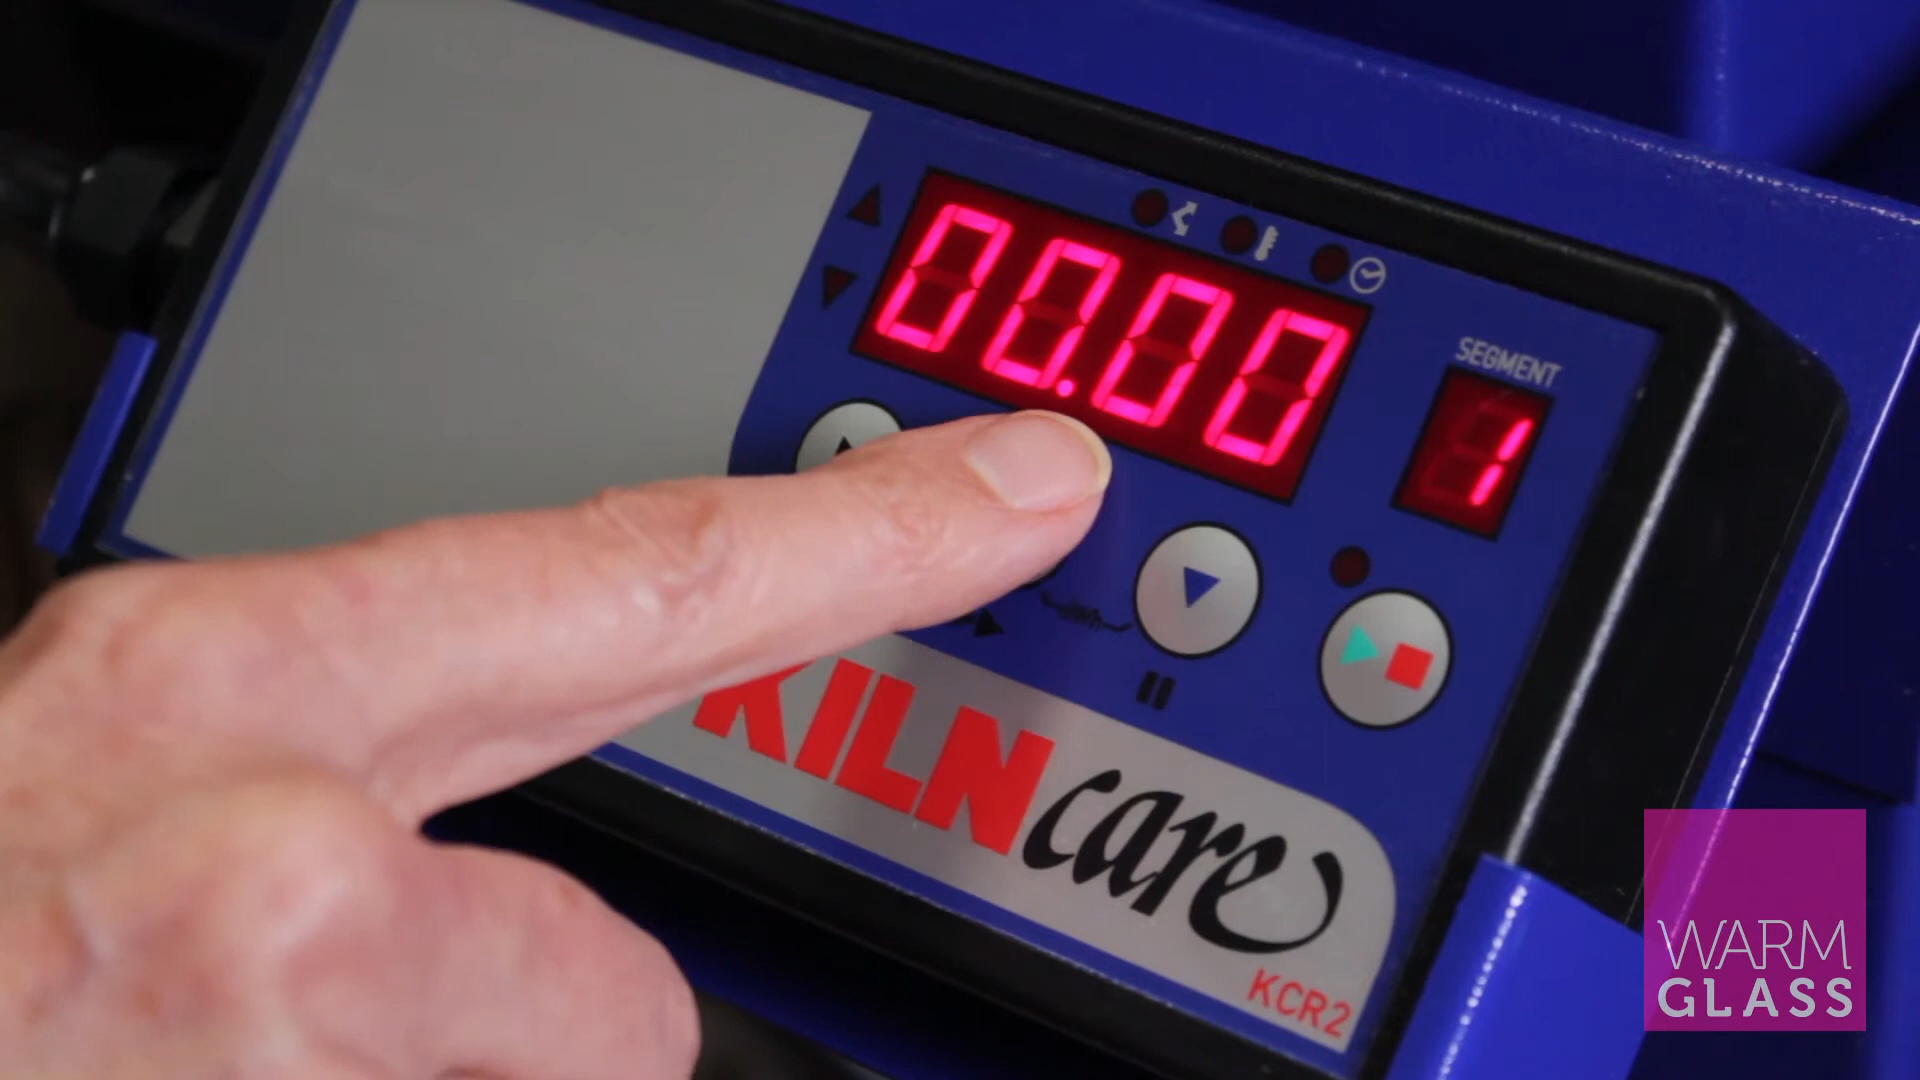 00.00
SEGMENT
1
KILNcare
KCR2
WARM
GLASS